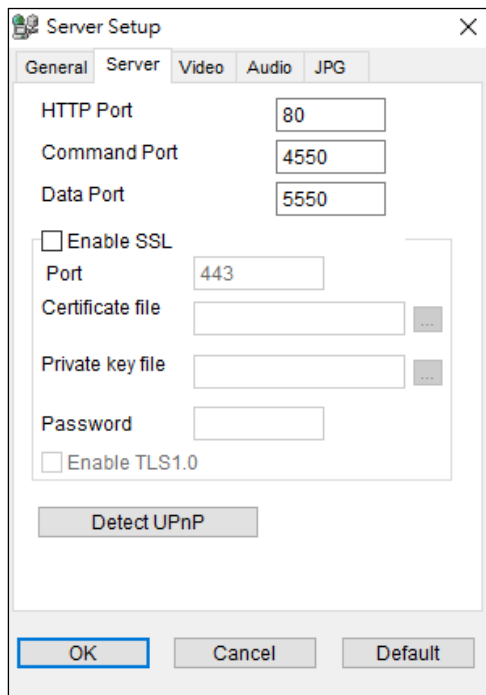 Server Setup
General Server Video Audio JPG
HTTP Port 80
Command Port 4550
Data Port 5550
Enable SSL
Port 443
Certificate file ...
Private key file ...
Password
Enable TLS1.0
Detect UPnP
OK Cancel Default